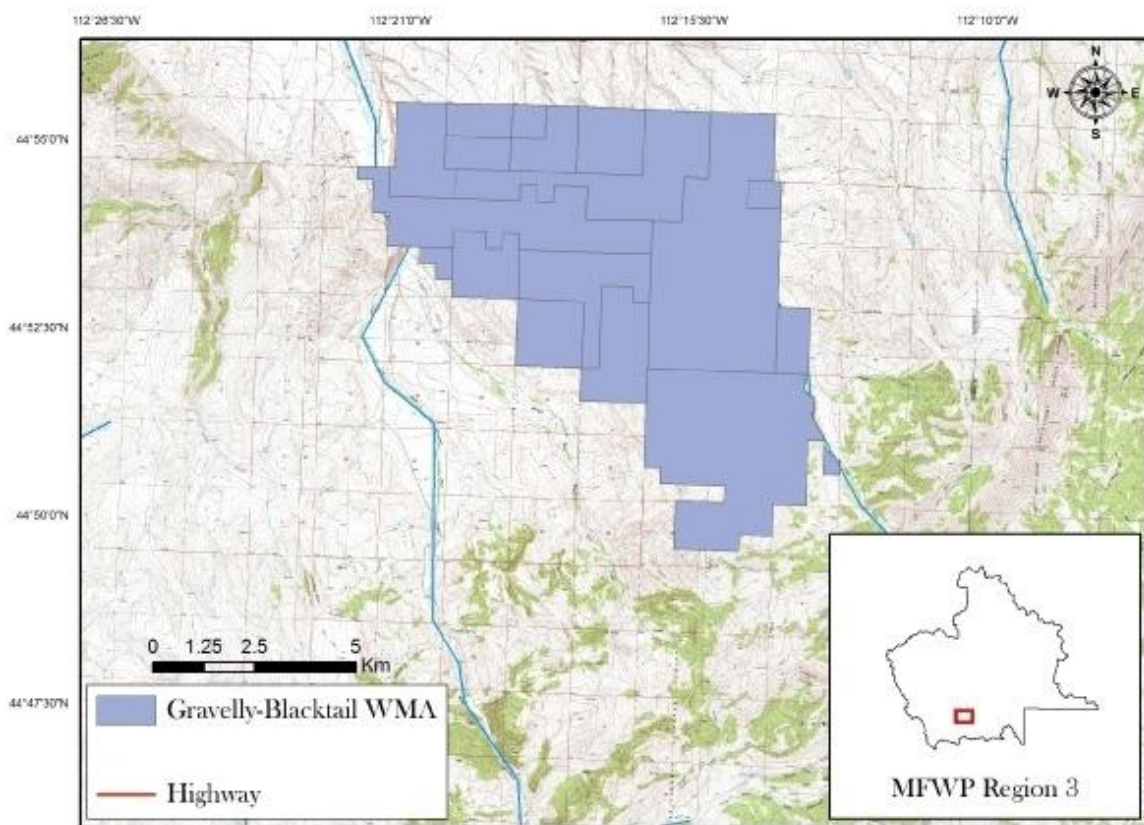 112°26'30"W 112°21'0"W 112°15'30"W 112°10'0"W
N
W E
S
44°55'0"N
44°52'30"N
44°50'0"N
44°47'30"N
0 1.25 2.5 5
Km
Gravelly-Blacktail WMA
Highway
MFWP Region 3